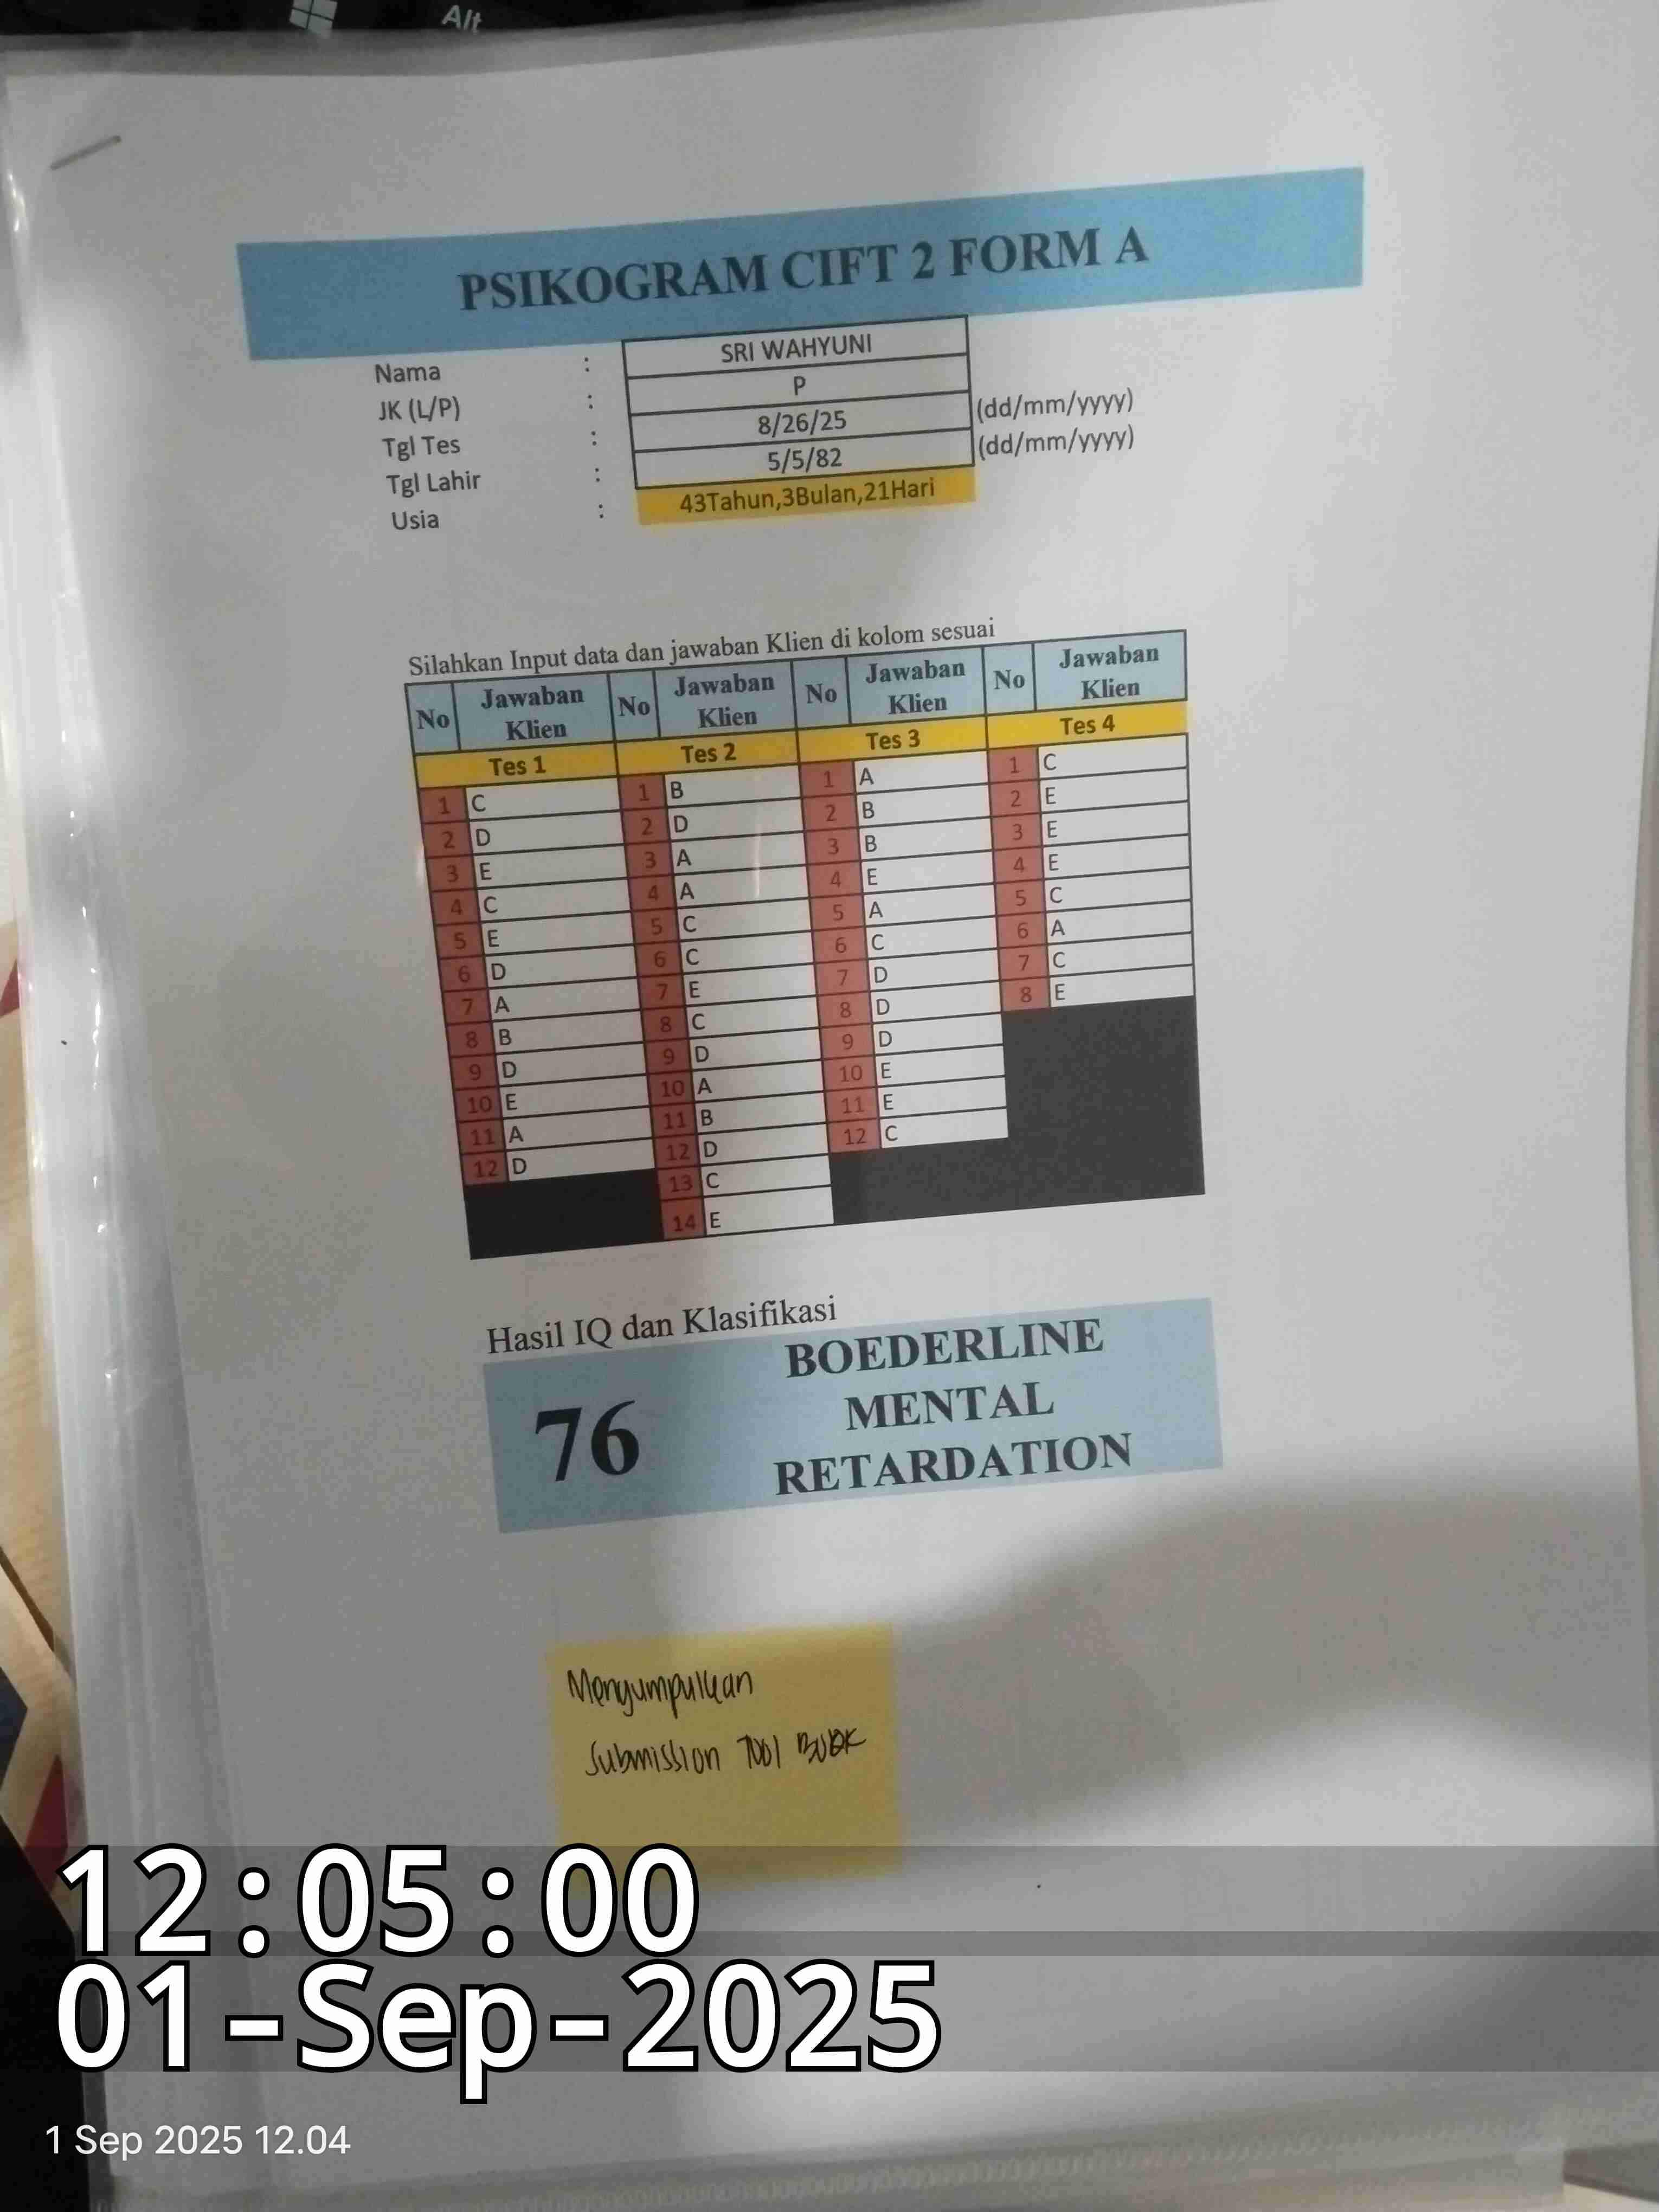 Alt
PSIKOGRAM CIFT 2 FORM A
Nama : SRI WAHYUNI
JK (L/P) : P
Tgl Tes : 8/26/25 (dd/mm/yyyy)
Tgl Lahir : 5/5/82 (dd/mm/yyyy)
Usia : 43Tahun,3Bulan,21Hari
Silahkan Input data dan jawaban Klien di kolom sesuai
No Jawaban Klien No Jawaban Klien No Jawaban Klien No Jawaban Klien
Tes 1 Tes 2 Tes 3 Tes 4
1 C 1 B 1 A 1 C
2 D 2 D 2 B 2 E
3 E 3 A 3 B 3 E
4 C 4 A 4 E 4 E
5 E 5 C 5 A 5 C
6 D 6 C 6 C 6 A
7 A 7 E 7 D 7 C
8 B 8 C 8 D 8 E
9 D 9 D 9 D
10 E 10 A 10 E
11 A 11 B 11 E
12 D 12 D 12 C
13 C
14 E
Hasil IQ dan Klasifikasi
76 BOEDERLINE
MENTAL
RETARDATION
Mengumpulkan
Submission Tool
12:05:00
01-Sep-2025
1 Sep 2025 12.04